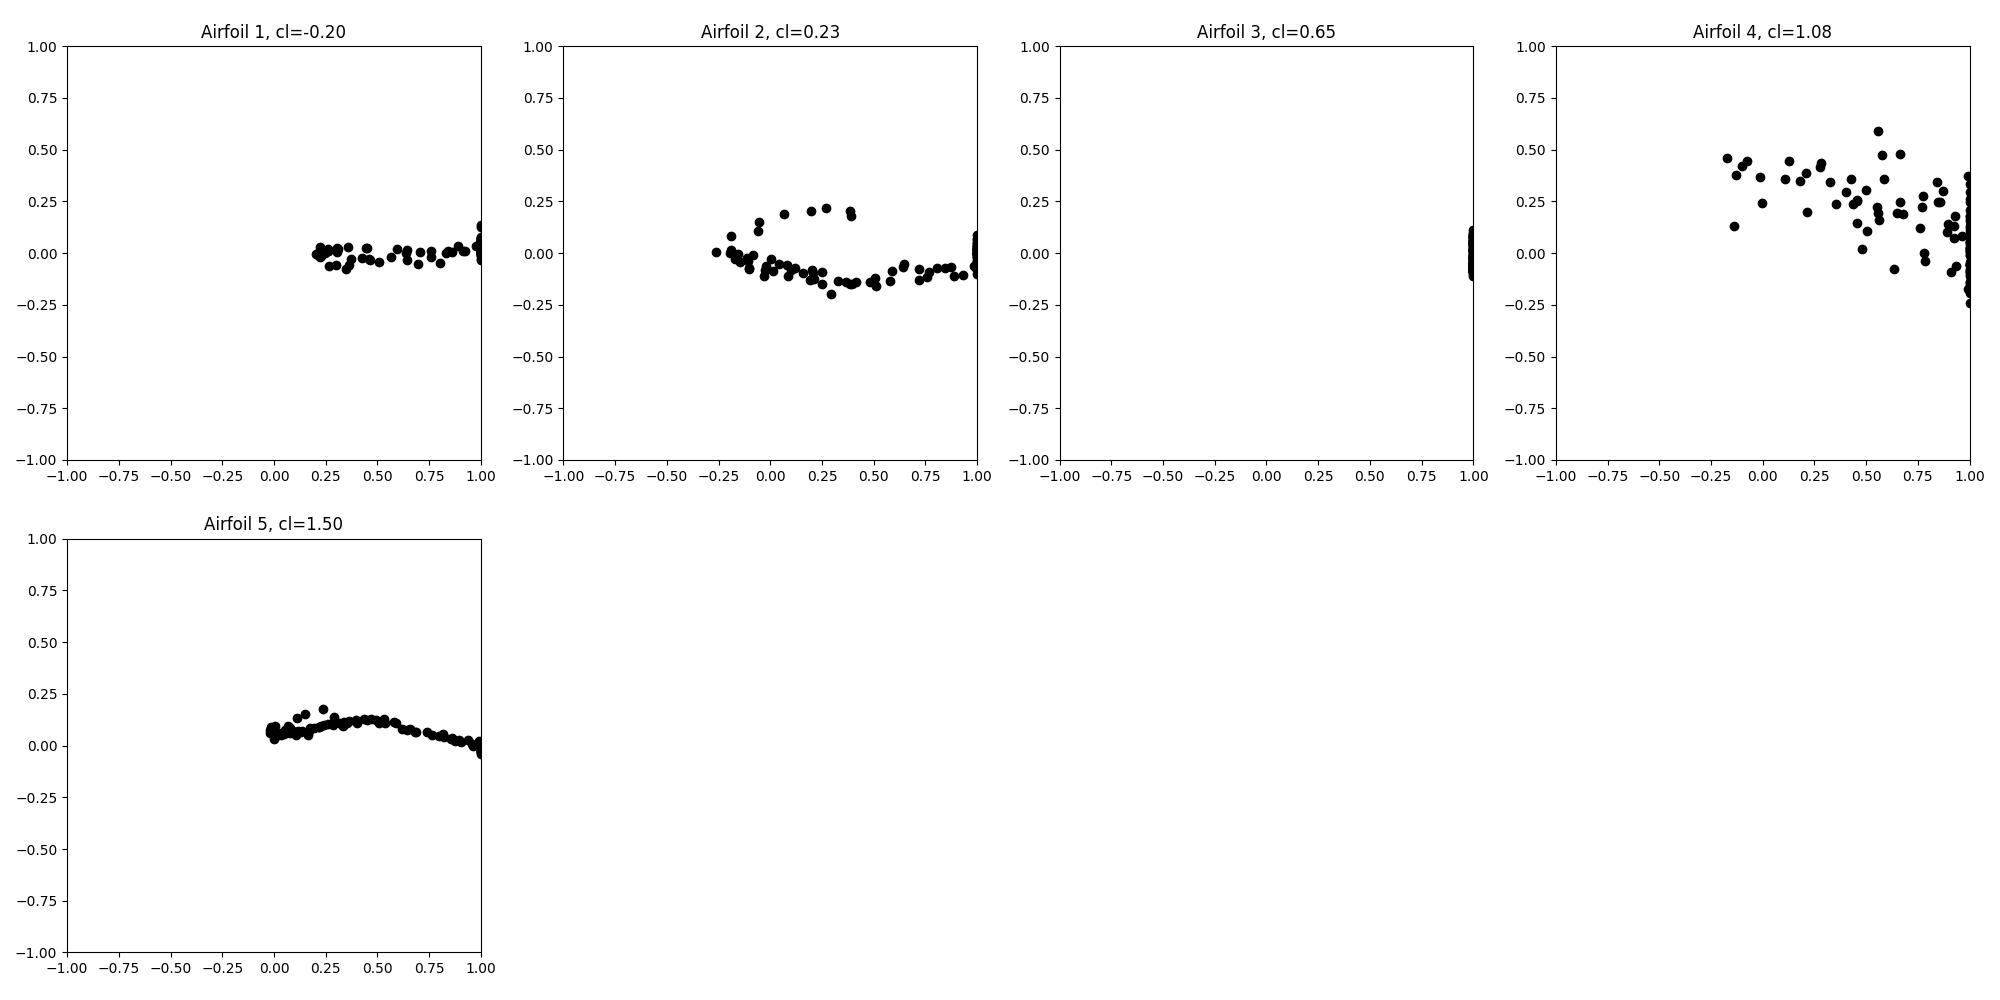 Airfoil 1, cl=-0.20
Airfoil 2, cl=0.23
Airfoil 3, cl=0.65
Airfoil 4, cl=1.08
1.00 1.00 1.00 1.00
0.75 0.75 0.75 0.75
0.50 0.50 0.50 0.50
0.25 0.25 0.25 0.25
0.00 0.00 0.00 0.00
−0.25 −0.25 −0.25 −0.25
−0.50 −0.50 −0.50 −0.50
−0.75 −0.75 −0.75 −0.75
−1.00 −1.00 −1.00 −1.00
−1.00 −0.75 −0.50 −0.25 0.00 0.25 0.50 0.75 1.00
−1.00 −0.75 −0.50 −0.25 0.00 0.25 0.50 0.75 1.00
−1.00 −0.75 −0.50 −0.25 0.00 0.25 0.50 0.75 1.00
−1.00 −0.75 −0.50 −0.25 0.00 0.25 0.50 0.75 1.00
Airfoil 5, cl=1.50
1.00
0.75
0.50
0.25
0.00
−0.25
−0.50
−0.75
−1.00
−1.00 −0.75 −0.50 −0.25 0.00 0.25 0.50 0.75 1.00